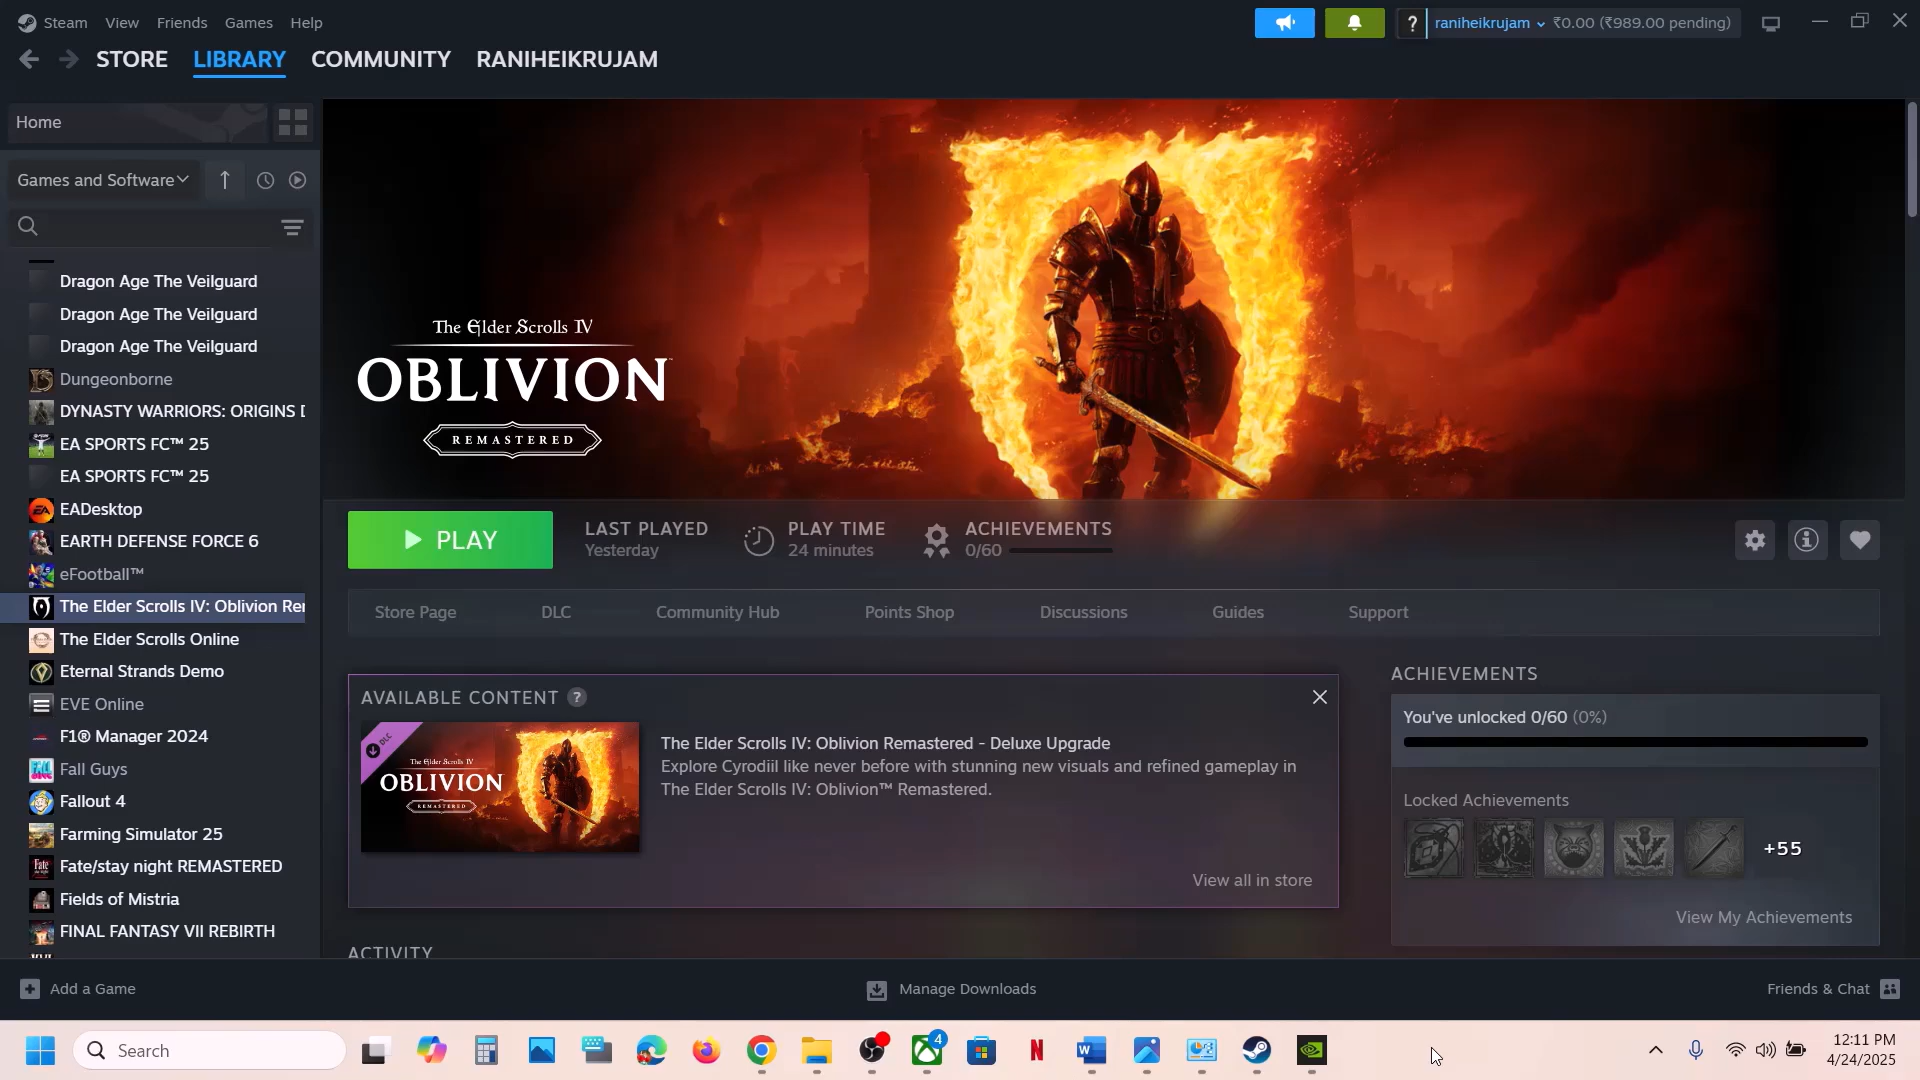 Steam View Friends Games Help
? raniheikrujam ₹0.00 (₹989.00 pending)
STORE LIBRARY COMMUNITY RANIHEIKRUJAM
Home
Games and Software
Dragon Age The Veilguard
Dragon Age The Veilguard
Dragon Age The Veilguard
Dungeonborne
DYNASTY WARRIORS: ORIGINS D
EA SPORTS FC™ 25
EA SPORTS FC™ 25
EADesktop
EARTH DEFENSE FORCE 6
eFootball™
The Elder Scrolls IV: Oblivion Rer
The Elder Scrolls Online
Eternal Strands Demo
EVE Online
F1® Manager 2024
Fall Guys
Fallout 4
Farming Simulator 25
Fate/stay night REMASTERED
Fields of Mistria
FINAL FANTASY VII REBIRTH
The Elder Scrolls IV
OBLIVION™
REMASTERED
PLAY
LAST PLAYED
Yesterday
PLAY TIME
24 minutes
ACHIEVEMENTS
0/60
Store Page DLC Community Hub Points Shop Discussions Guides Support
AVAILABLE CONTENT ?
DLC
The Elder Scrolls IV
OBLIVION
REMASTERED
The Elder Scrolls IV: Oblivion Remastered - Deluxe Upgrade
Explore Cyrodiil like never before with stunning new visuals and refined gameplay in
The Elder Scrolls IV: Oblivion™ Remastered.
View all in store
ACHIEVEMENTS
You've unlocked 0/60 (0%)
Locked Achievements
+55
View My Achievements
ACTIVITY
Add a Game
Manage Downloads
Friends & Chat
Search
4
12:11 PM
4/24/2025